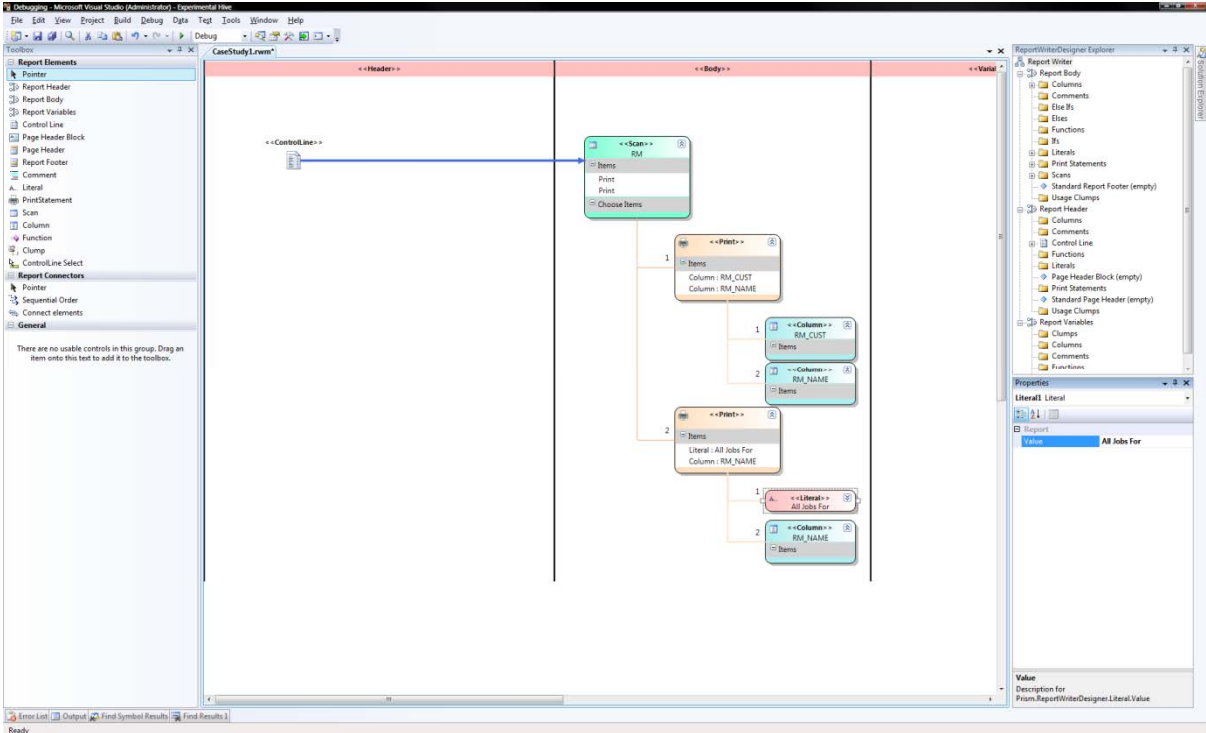 Debugging - Microsoft Visual Studio (Administrator) - Experimental Hive
File Edit View Project Build Debug Data Test Tools Window Help
Debug
Toolbox
Report Elements
Pointer
Report Header
Report Body
Report Variables
Control Line
Page Header Block
Page Header
Report Footer
Comment
A.. Literal
PrintStatement
Scan
Column
Function
Clump
ControlLine Select
Report Connectors
Pointer
Sequential Order
Connect elements
General
There are no usable controls in this group. Drag an
item onto this text to add it to the toolbox.
CaseStudy1.rwm*
<<Header>>
<<Body>>
<<Varial
<<ControlLine>>
<<Scan>>
RM
Items
Print
Print
Choose Items
1
<<Print>>
Items
Column : RM_CUST
Column : RM_NAME
1
<<Column>>
RM_CUST
Items
2
<<Column>>
RM_NAME
Items
2
<<Print>>
Items
Literal : All Jobs For
Column : RM_NAME
1
A.. <<Literal>>
All Jobs For
2
<<Column>>
RM_NAME
Items
ReportWriterDesigner Explorer
Report Writer
Report Body
Columns
Comments
Else Ifs
Elses
Functions
Ifs
Literals
Print Statements
Scans
Standard Report Footer (empty)
Usage Clumps
Report Header
Columns
Comments
Control Line
Functions
Literals
Page Header Block (empty)
Print Statements
Standard Page Header (empty)
Usage Clumps
Report Variables
Clumps
Columns
Comments
Functions
Solution Explorer
Properties
Literal1 Literal
Report
Value All Jobs For
Value
Description for
Prism.ReportWriterDesigner.Literal.Value
Error List Output Find Symbol Results Find Results 1
Ready